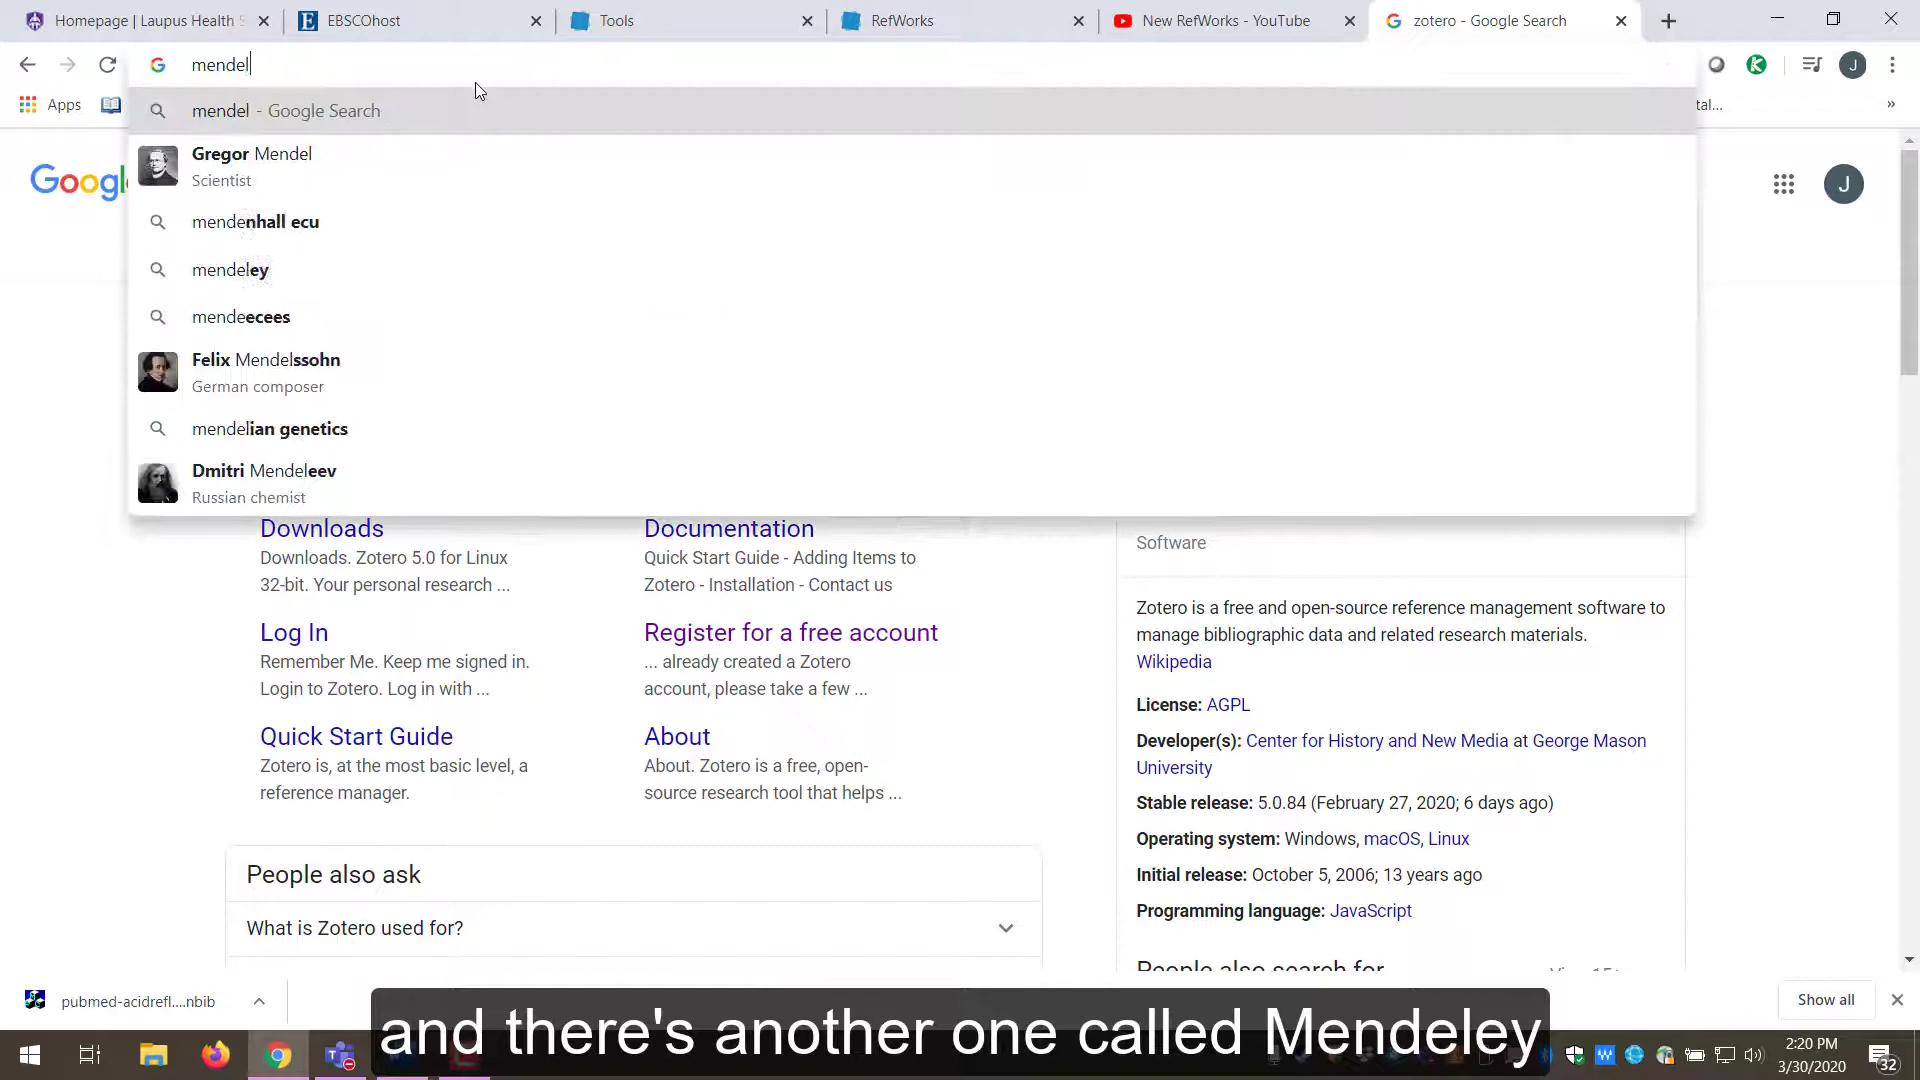 Homepage | Laupus Health S
EBSCOhost
Tools
RefWorks
New RefWorks - YouTube
zotero - Google Search
mendel
J
Apps
tal...
»
mendel - Google Search
Gregor Mendel
Scientist
mendenhall ecu
mendeley
mendeecees
Felix Mendelssohn
German composer
mendelian genetics
Dmitri Mendeleev
Russian chemist
Google
J
Downloads
Downloads. Zotero 5.0 for Linux
32-bit. Your personal research ...
Documentation
Quick Start Guide - Adding Items to
Zotero - Installation - Contact us
Log In
Remember Me. Keep me signed in.
Login to Zotero. Log in with ...
Register for a free account
... already created a Zotero
account, please take a few ...
Quick Start Guide
Zotero is, at the most basic level, a
reference manager.
About
About. Zotero is a free, open-
source research tool that helps ...
People also ask
What is Zotero used for?
Software
Zotero is a free and open-source reference management software to
manage bibliographic data and related research materials.
Wikipedia
License: AGPL
Developer(s): Center for History and New Media at George Mason
University
Stable release: 5.0.84 (February 27, 2020; 6 days ago)
Operating system: Windows, macOS, Linux
Initial release: October 5, 2006; 13 years ago
Programming language: JavaScript
People also search for
pubmed-acidrefl....nbib
Show all
and there's another one called Mendeley
2:20 PM
3/30/2020
32